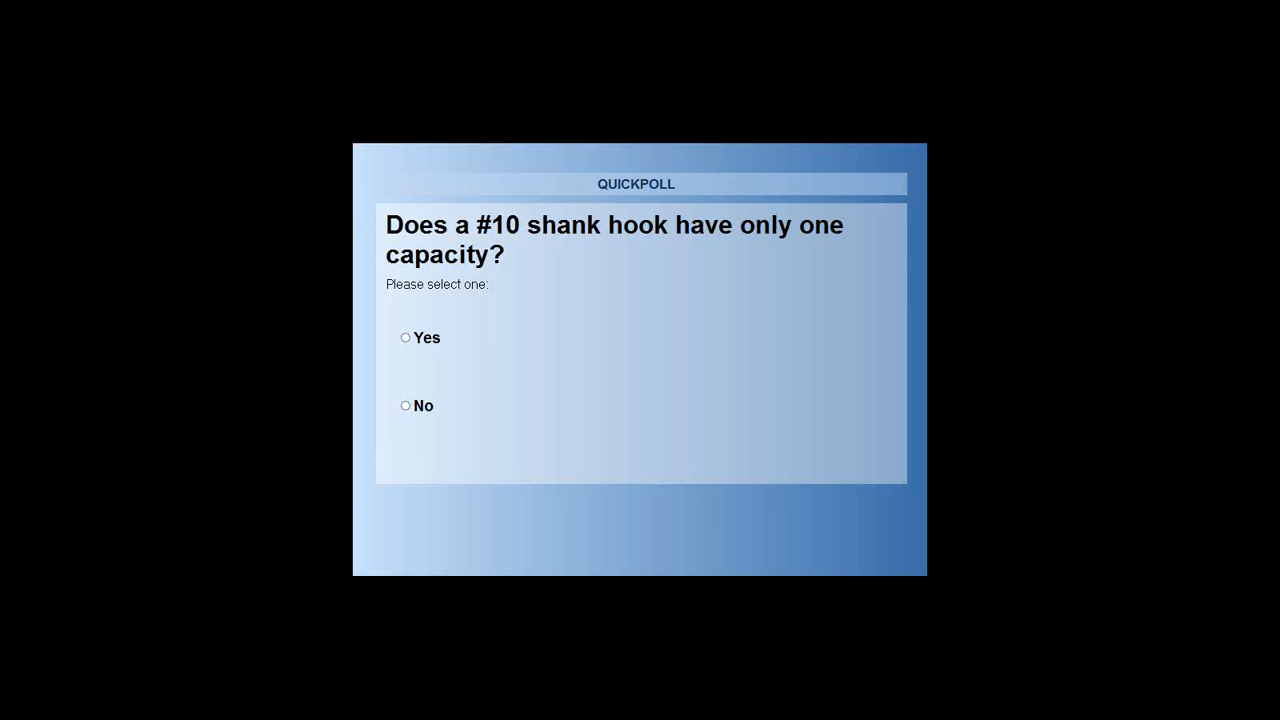 QUICKPOLL
Does a #10 shank hook have only one
capacity?
Please select one:
Yes
No